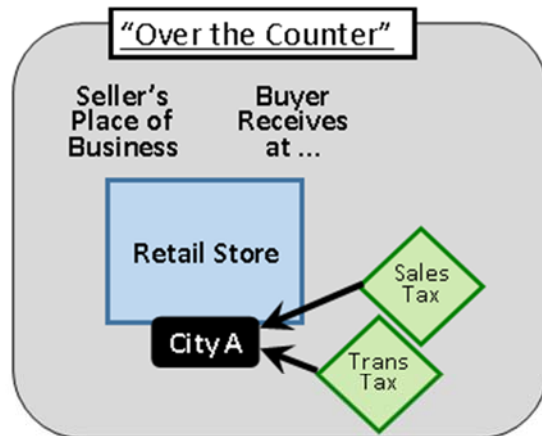 "Over the Counter"
Seller's
Place of
Business
Buyer
Receives
at ...
Retail Store
Sales
Tax
City A
Trans
Tax